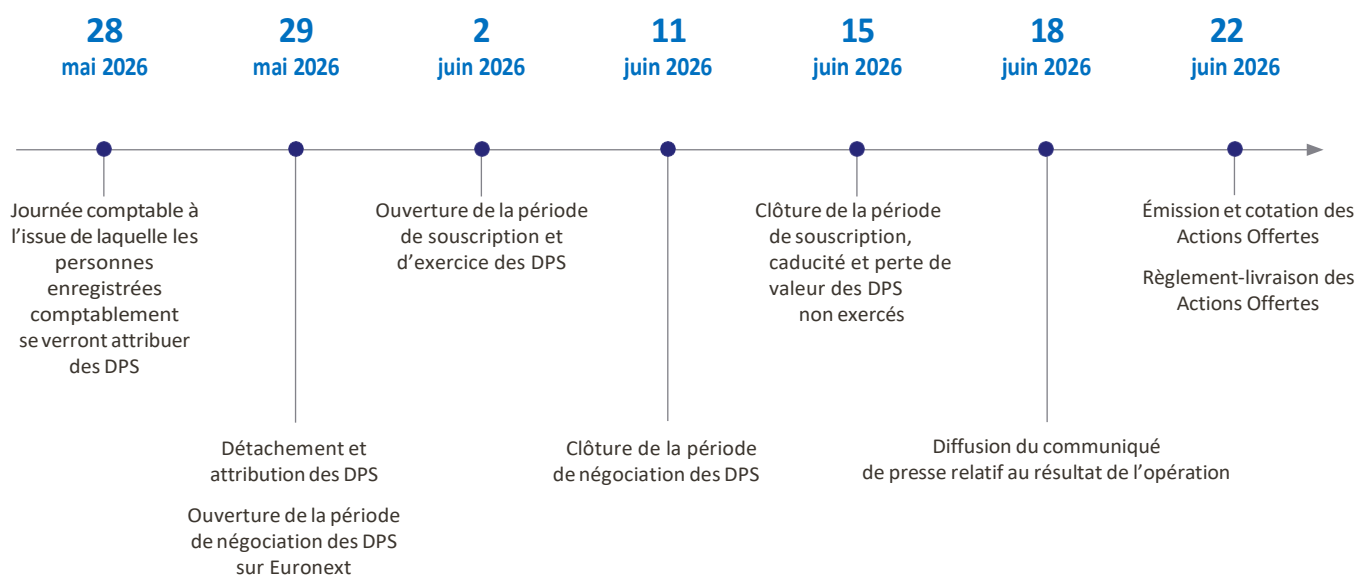 28
mai 2026
29
mai 2026
2
juin 2026
11
juin 2026
15
juin 2026
18
juin 2026
22
juin 2026
Journée comptable à
l’issue de laquelle les
personnes
enregistrées
comptablement
se verront attribuer
des DPS
Détachement et
attribution des DPS
Ouverture de la période
de négociation des DPS
sur Euronext
Ouverture de la période
de souscription et
d’exercice des DPS
Clôture de la période
de négociation des DPS
Clôture de la période
de souscription,
caducité et perte de
valeur des DPS
non exercés
Diffusion du communiqué
de presse relatif au résultat de l’opération
Émission et cotation des
Actions Offertes
Règlement-livraison des
Actions Offertes